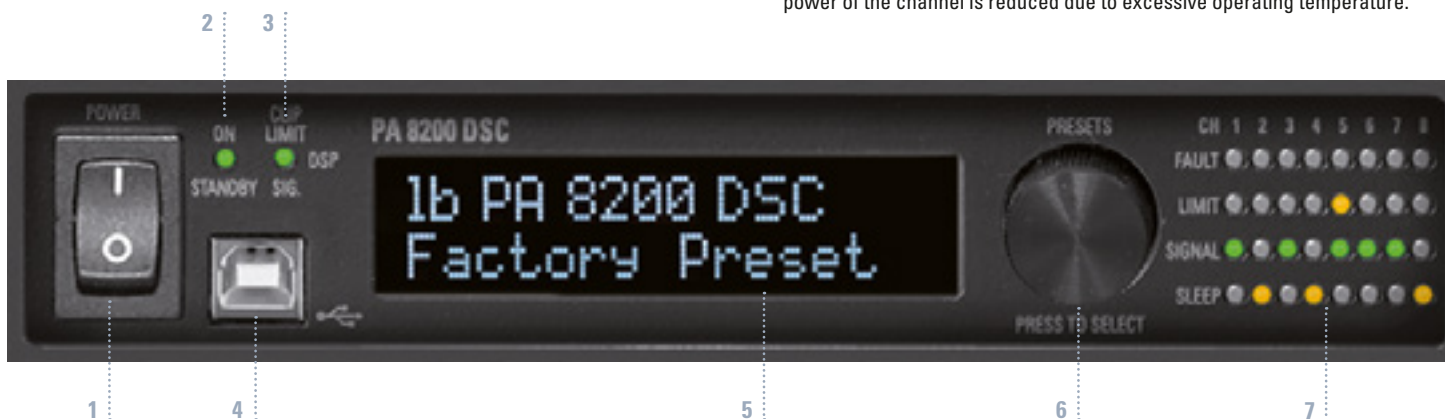 power of the channel is reduced due to excessive operating temperature.
2 3
POWER
ON
CLIP
LIMIT
DSP
STANDBY SIG.
PA 8200 DSC
lb PA 8200 DSC
Factory Preset
PRESETS
PRESS TO SELECT
CH 1 2 3 4 5 6 7 8
FAULT
LIMIT
SIGNAL
SLEEP
1 4 5 6 7